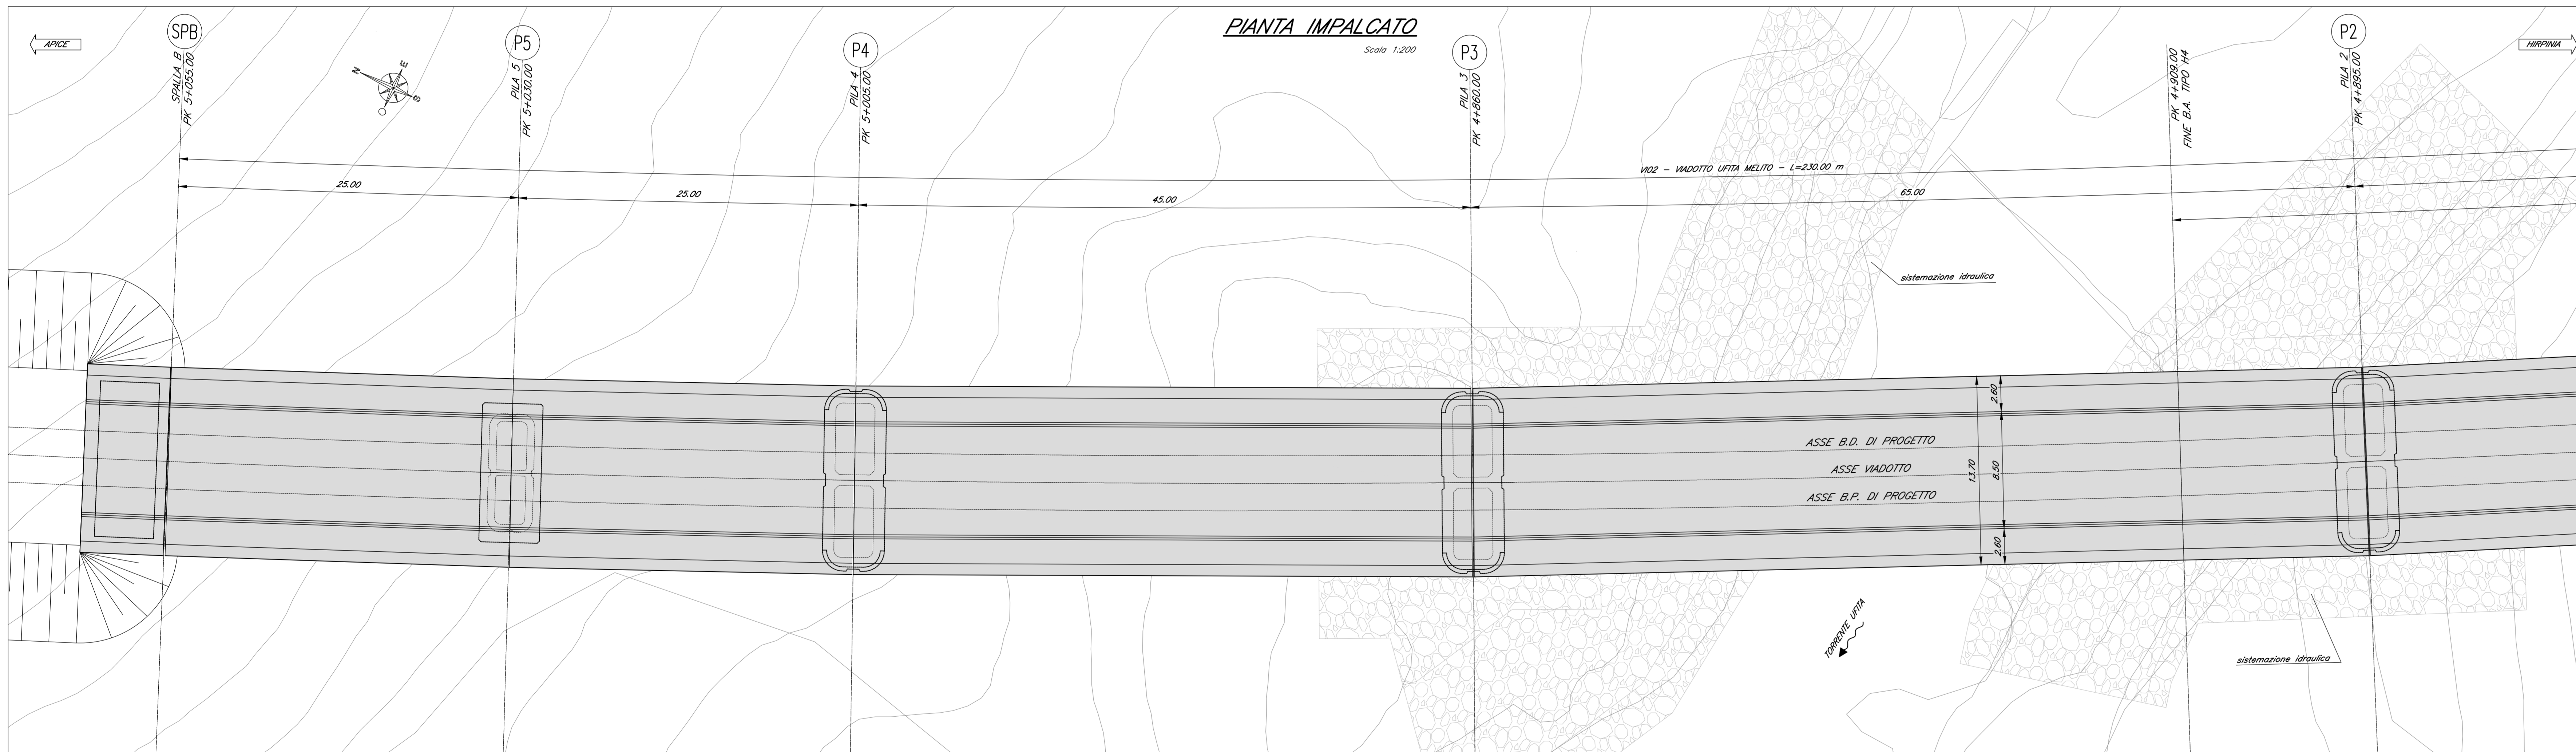 PIANTA IMPALCATO
Scala 1:200
APICE
HIRPINIA
SPB
SPALLA B
PK 5+055.00
N
E
S
O
P5
PILA 5
PK 5+030.00
P4
PILA 4
PK 5+005.00
P3
PILA 3
PK 4+860.00
PK 4+909.00
FINE B.A. TIPO H4
P2
PILA 2
PK 4+895.00
VI02 - VIADOTTO UFITA MELITO - L=230.00 m
25.00
25.00
45.00
65.00
sistemazione idraulica
2.60
13.70
8.50
2.60
ASSE B.D. DI PROGETTO
ASSE VIADOTTO
ASSE B.P. DI PROGETTO
TORRENTE UFITA
sistemazione idraulica